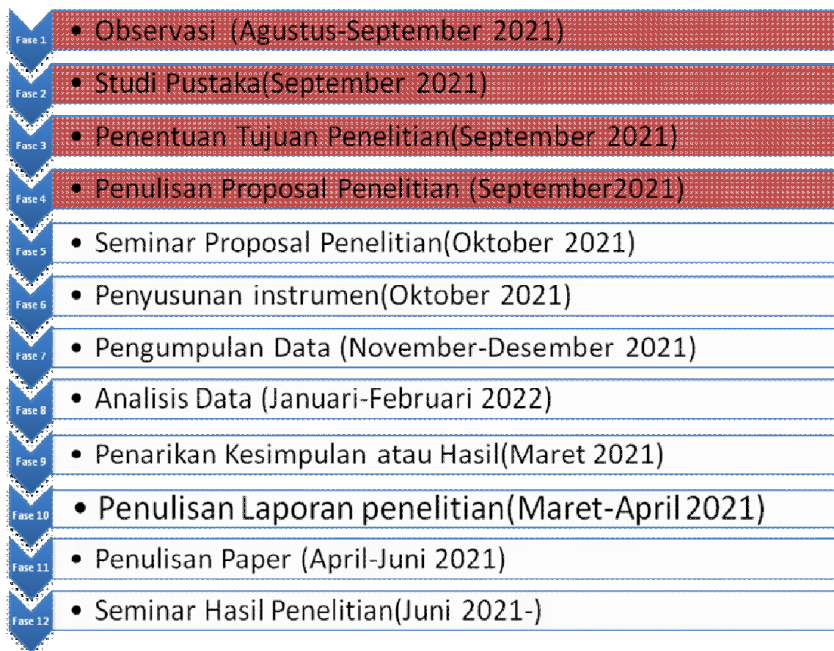 Fase 1 • Observasi (Agustus-September 2021)
Fase 2 • Studi Pustaka(September 2021)
Fase 3 • Penentuan Tujuan Penelitian(September 2021)
Fase 4 • Penulisan Proposal Penelitian (September2021)
Fase 5 • Seminar Proposal Penelitian(Oktober 2021)
Fase 6 • Penyusunan instrumen(Oktober 2021)
Fase 7 • Pengumpulan Data (November-Desember 2021)
Fase 8 • Analisis Data (Januari-Februari 2022)
Fase 9 • Penarikan Kesimpulan atau Hasil(Maret 2021)
Fase 10 • Penulisan Laporan penelitian(Maret-April 2021)
Fase 11 • Penulisan Paper (April-Juni 2021)
Fase 12 • Seminar Hasil Penelitian(Juni 2021-)